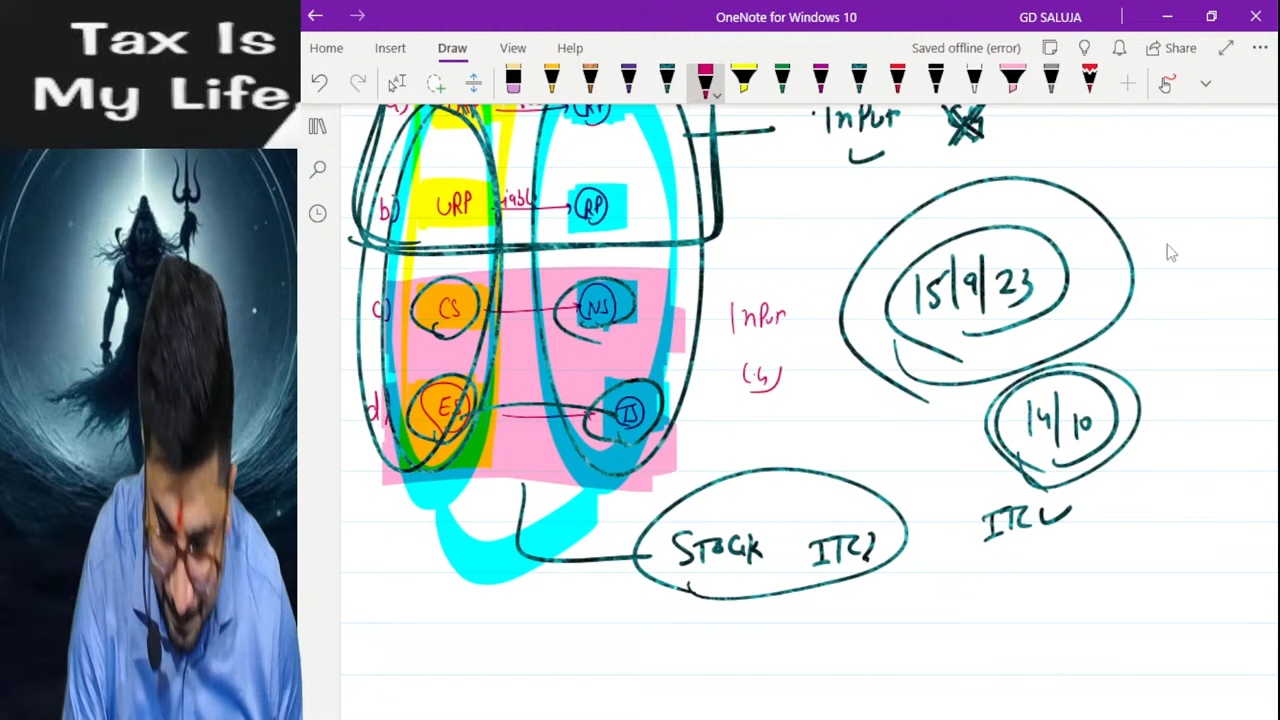 Tax Is
My Life,
OneNote for Windows 10
GD SALUJA
Home Insert Draw View Help
Saved offline (error)
Share
Input
b) URP RP
15/9/23
c) CS NS
Input
d) ES TS
14/10
ITC
STOCK ITC?